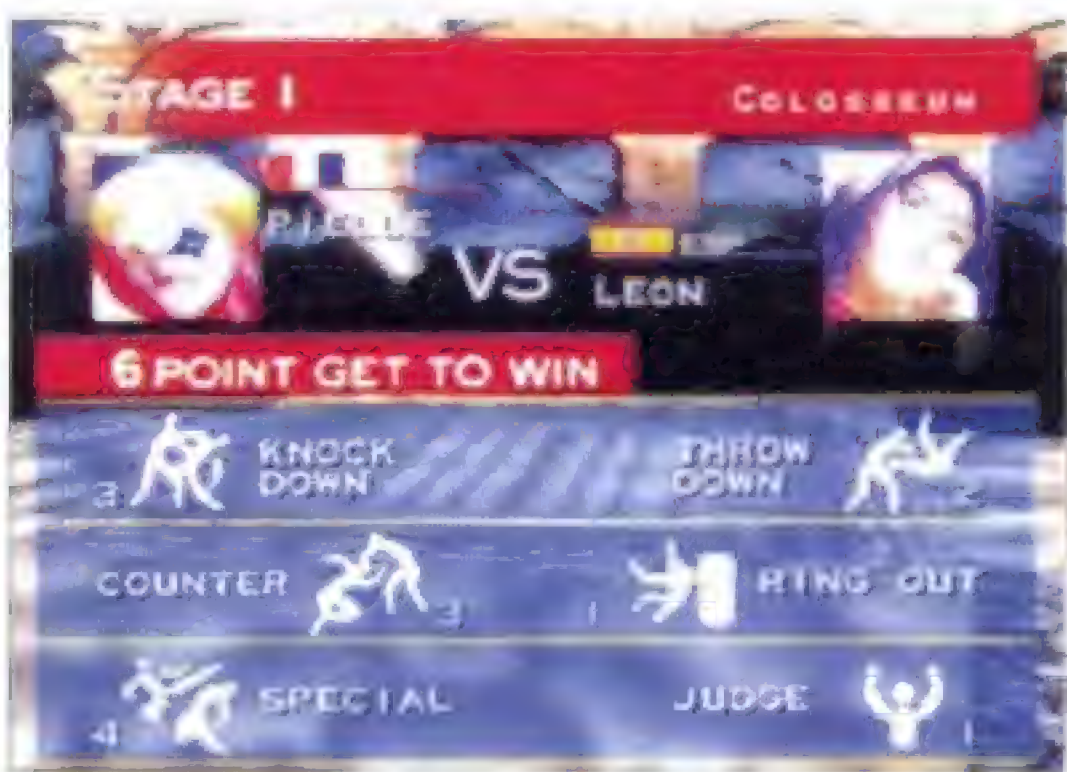 STAGE 1
COLOSSEUM
VS
LEON
6 POINT GET TO WIN
3 KNOCK DOWN
THROW DOWN
COUNTER 3
1 RING OUT
4 SPECIAL
JUDGE 1